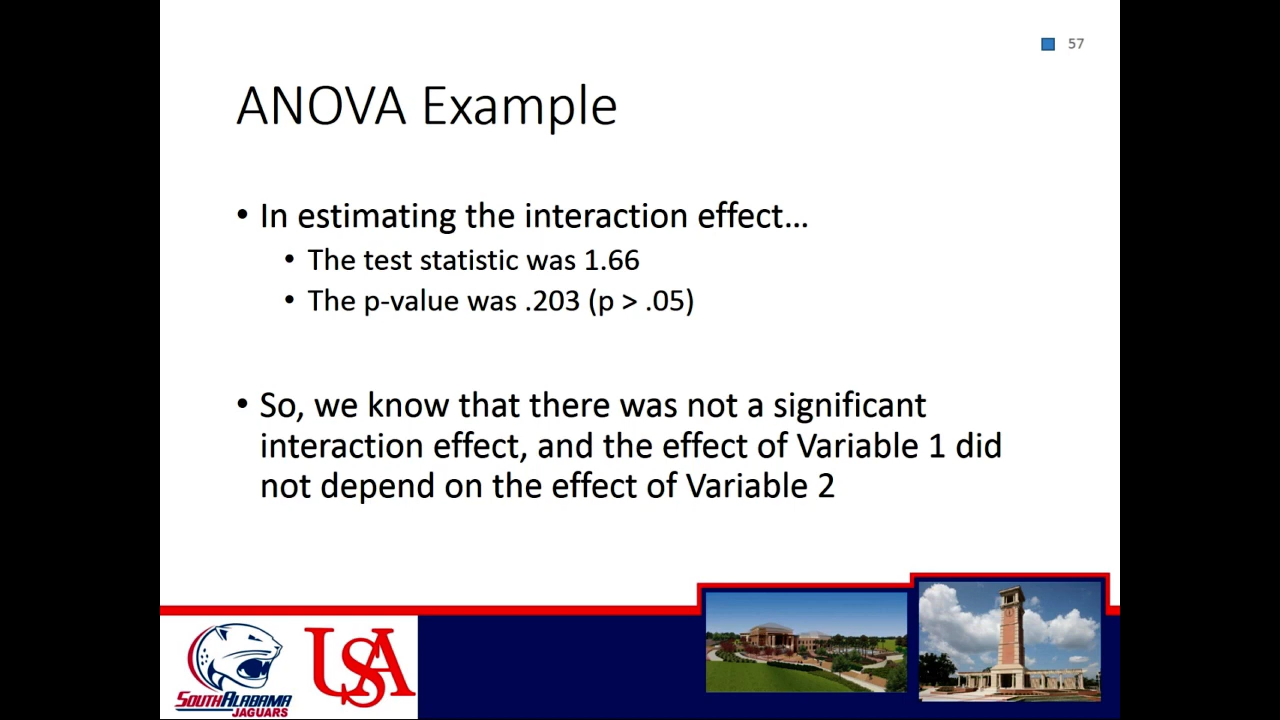 57
ANOVA Example
• In estimating the interaction effect…
• The test statistic was 1.66
• The p-value was .203 (p > .05)
• So, we know that there was not a significant
interaction effect, and the effect of Variable 1 did
not depend on the effect of Variable 2
SOUTH ALABAMA
JAGUARS
USA